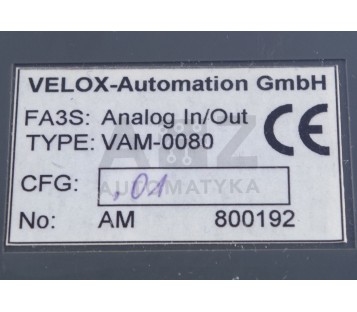 VELOX-Automation GmbH
FA3S: Analog In/Out
TYPE: VAM-0080
CE
CFG: .01
AUTOMATYKA
No: AM 800192